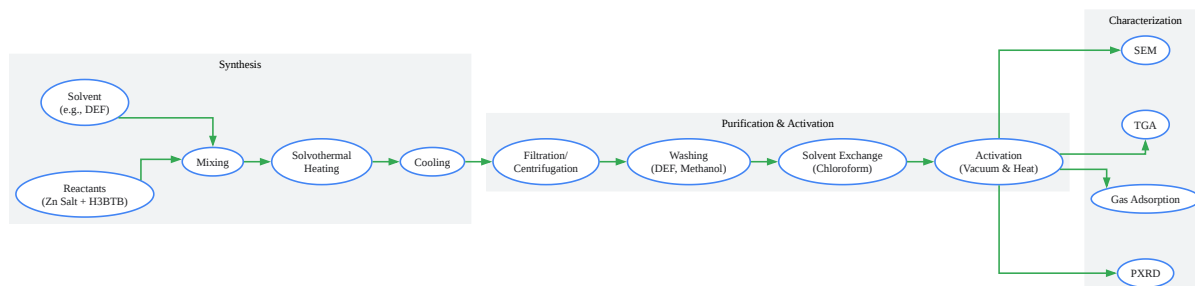 Synthesis
Solvent
(e.g., DEF)
Reactants
(Zn Salt + H3BTB)
Mixing
Solvothermal
Heating
Cooling
Purification & Activation
Filtration/
Centrifugation
Washing
(DEF, Methanol)
Solvent Exchange
(Chloroform)
Activation
(Vacuum & Heat)
Characterization
SEM
TGA
Gas Adsorption
PXRD